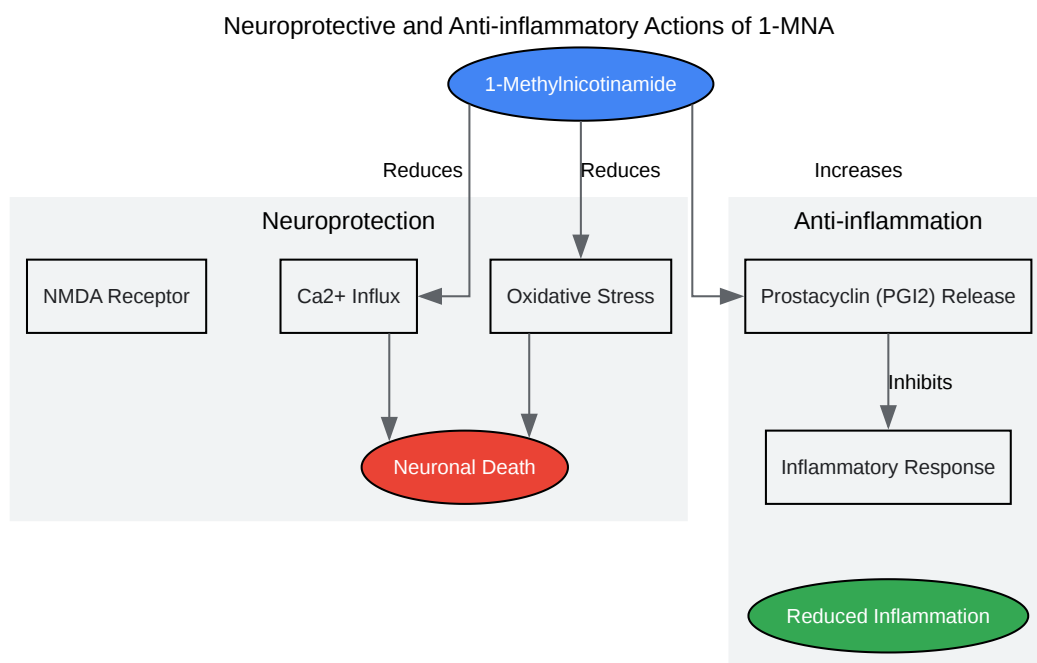 Neuroprotective and Anti-inflammatory Actions of 1-MNA
1-Methylnicotinamide
Reduces
Reduces
Increases
Neuroprotection
Anti-inflammation
NMDA Receptor
Ca2+ Influx
Oxidative Stress
Prostacyclin (PGI2) Release
Inhibits
Neuronal Death
Inflammatory Response
Reduced Inflammation